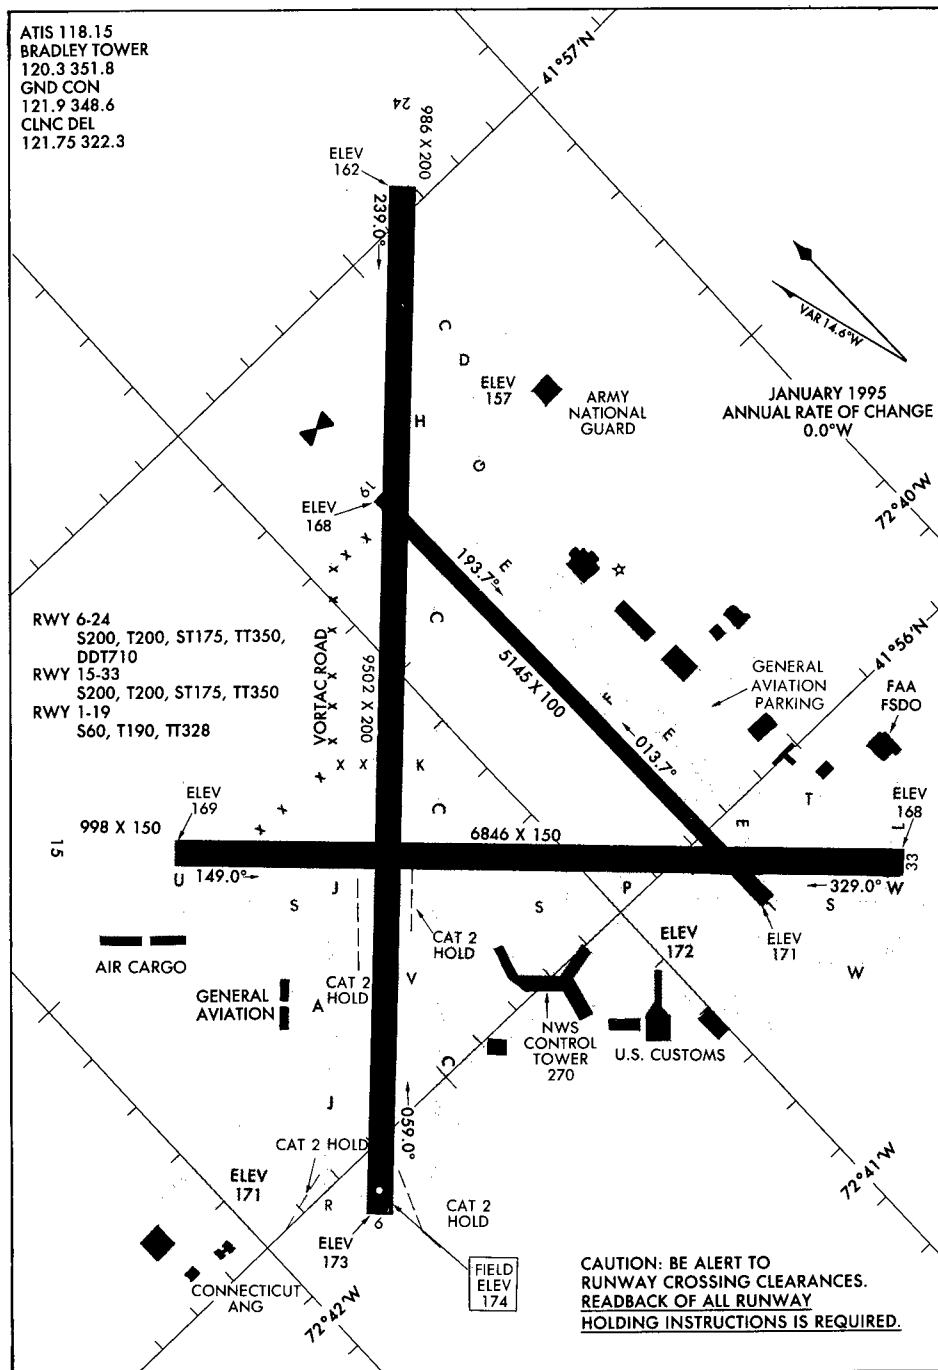 ATIS 118.15
BRADLEY TOWER
120.3 351.8
GND CON
121.9 348.6
CLNC DEL
121.75 322.3
41°57'N
24
986 X 200
ELEV
162
239.0°
VAR 14.6°W
JANUARY 1995
ANNUAL RATE OF CHANGE
0.0°W
C
D
ELEV
157
ARMY
NATIONAL
GUARD
H
G
19
ELEV
168
72°40'W
193.7°
E
X
X
X
X
X
X
X
X
X
X
X
X
VORTAC ROAD
9502 X 200
C
RWY 6-24
S200, T200, ST175, TT350,
DDT710
RWY 15-33
S200, T200, ST175, TT350
RWY 1-19
S60, T190, TT328
5145 X 100
41°56'N
GENERAL
AVIATION
PARKING
FAA
FSDO
F
E
013.7°
K
C
T
ELEV
169
ELEV
168
998 X 150
6846 X 150
E
L
15
33
U
149.0°
J
P
329.0°
W
S
S
S
1
CAT 2
HOLD
ELEV
172
ELEV
171
AIR CARGO
CAT 2
HOLD
V
W
GENERAL
AVIATION
A
NWS
CONTROL
TOWER
270
U.S. CUSTOMS
C
J
059.0°
CAT 2 HOLD
72°41'W
ELEV
171
R
CAT 2
HOLD
6
ELEV
173
FIELD
ELEV
174
CONNECTICUT
ANG
72°42'W
CAUTION: BE ALERT TO
RUNWAY CROSSING CLEARANCES.
READBACK OF ALL RUNWAY
HOLDING INSTRUCTIONS IS REQUIRED.